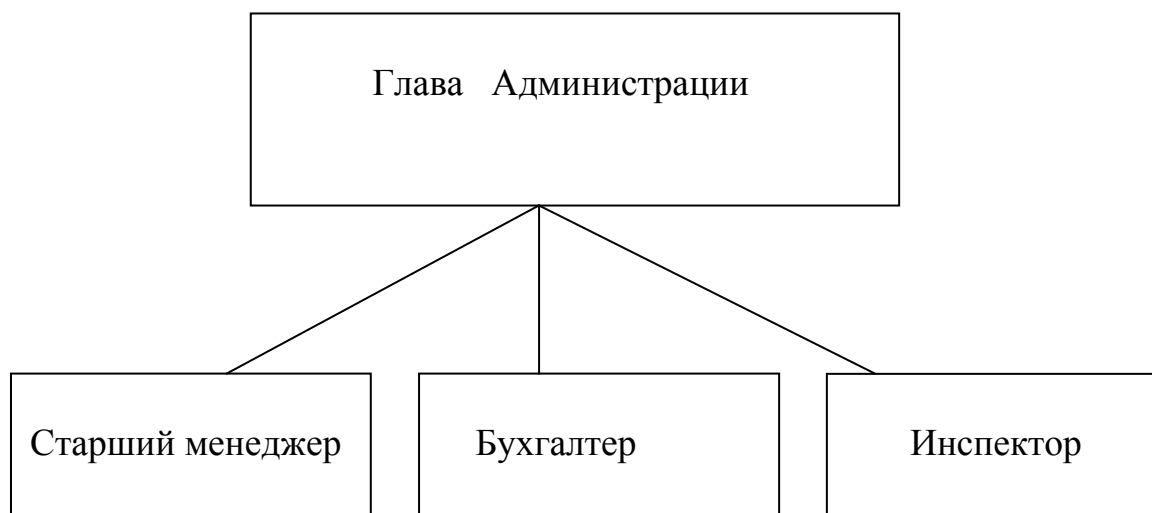 Глава Администрации
Старший менеджер
Бухгалтер
Инспектор